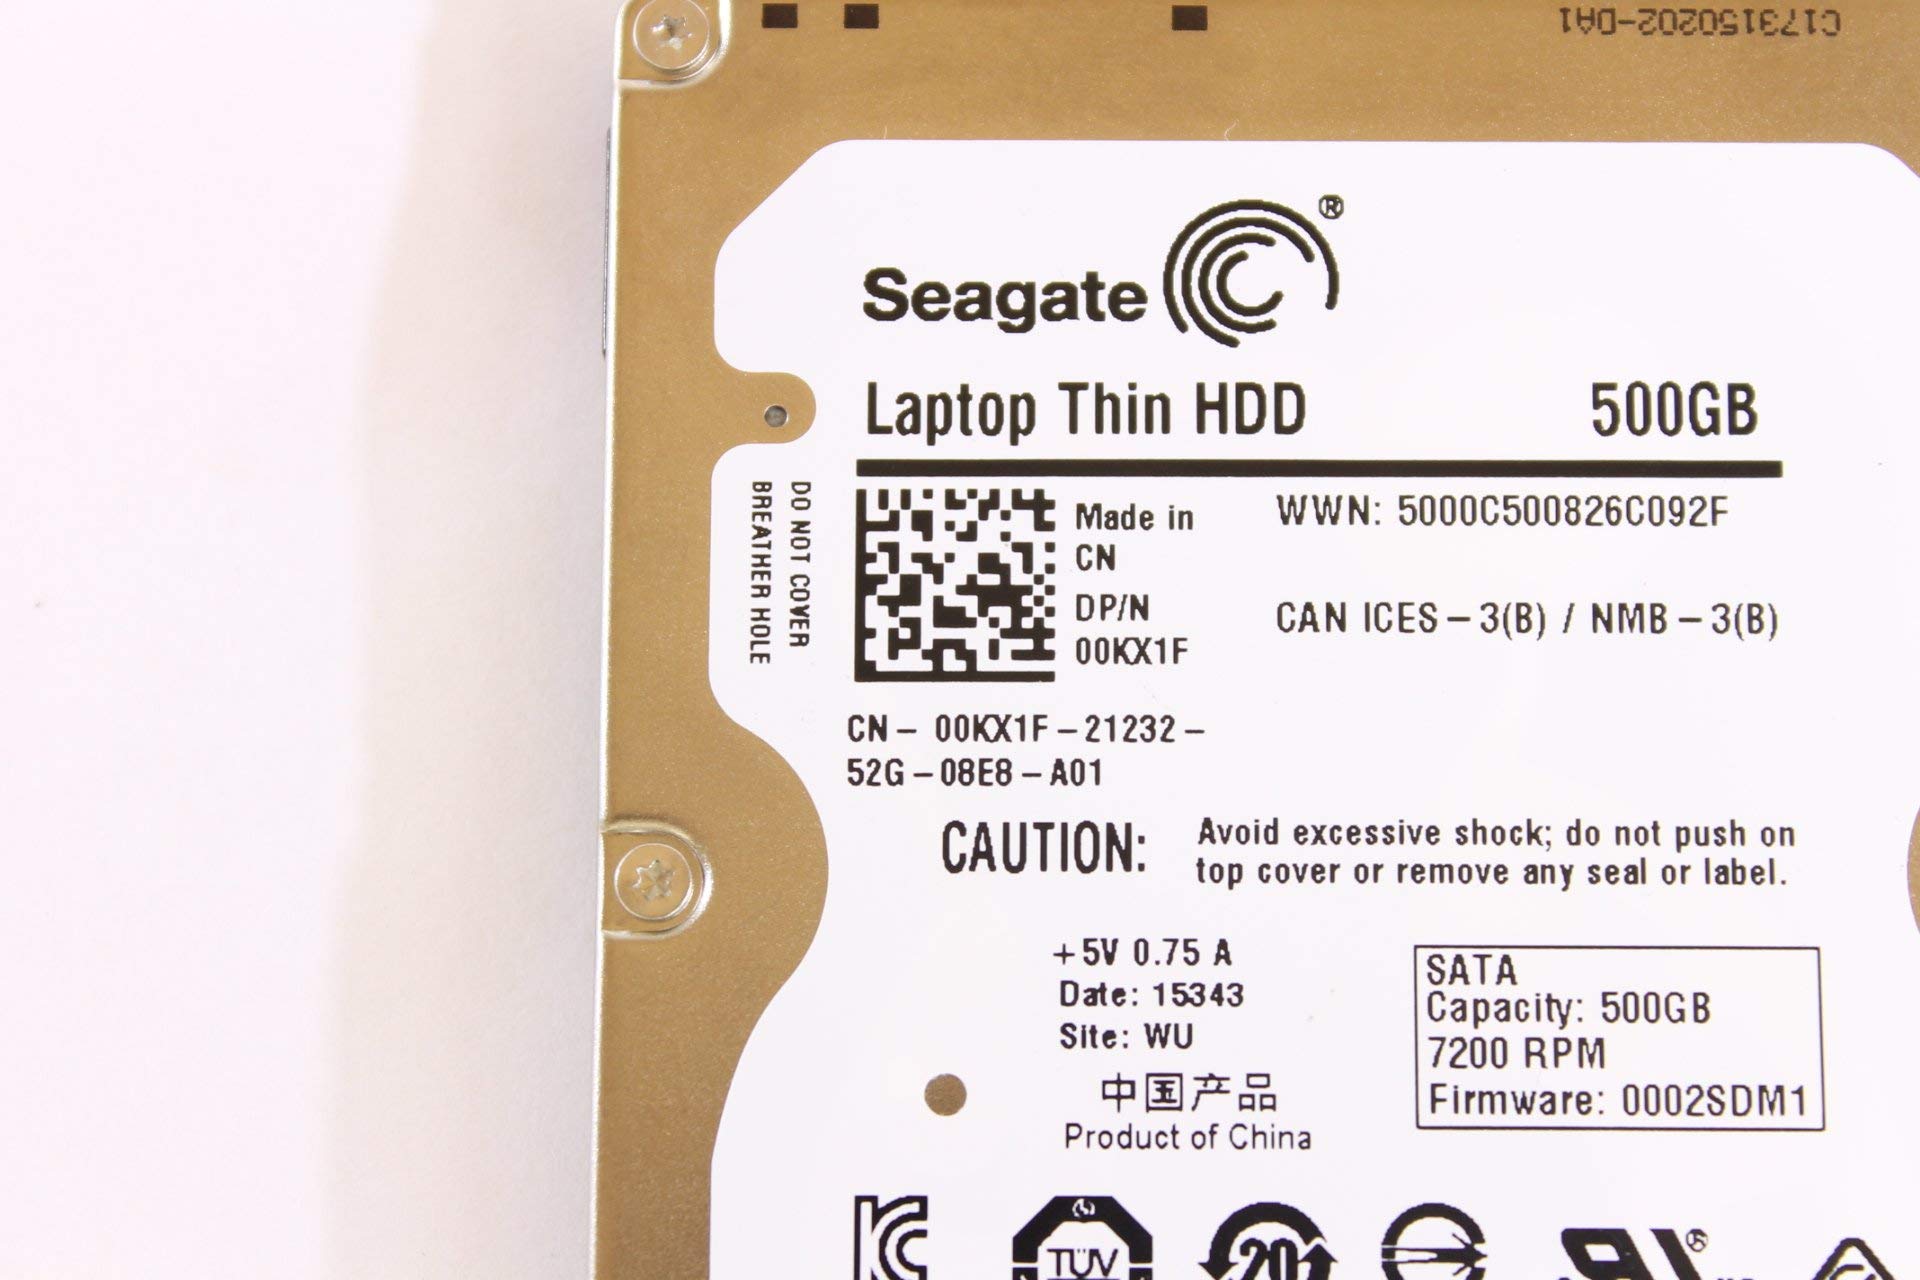 C173150202-DA1
Seagate®
Laptop Thin HDD 500GB
DO NOT COVER
BREATHER HOLE
Made in
CN
DP/N
00KX1F
WWN: 5000C500826C092F
CAN ICES – 3(B) / NMB – 3(B)
CN – 00KX1F – 21232 –
52G – 08E8 – A01
CAUTION: Avoid excessive shock; do not push on
top cover or remove any seal or label.
+5V 0.75 A
Date: 15343
Site: WU
中国产品
Product of China
SATA
Capacity: 500GB
7200 RPM
Firmware: 0002SDM1
TÜV
20
®